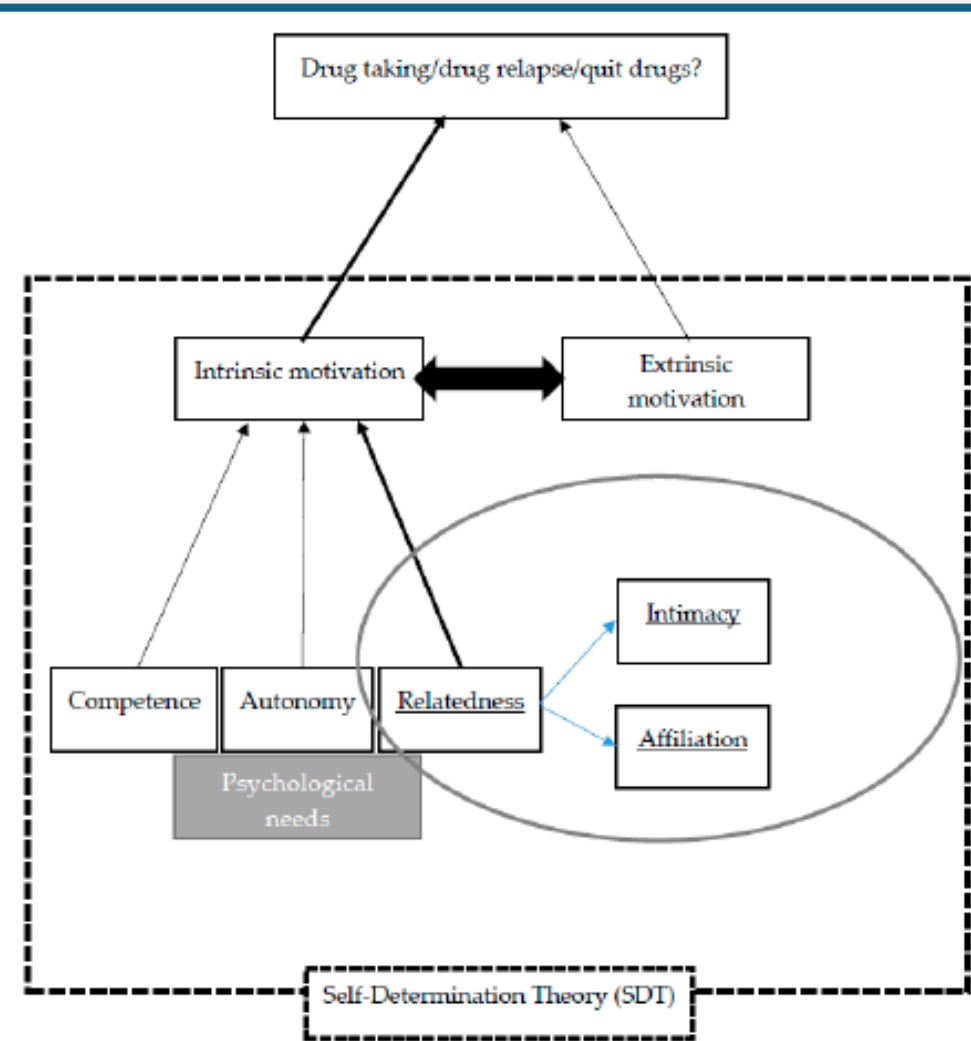 Drug taking/drug relapse/quit drugs?
Intrinsic motivation
Extrinsic
motivation
Intimacy
Competence
Autonomy
Relatedness
Affiliation
Psychological
needs
Self-Determination Theory (SDT)